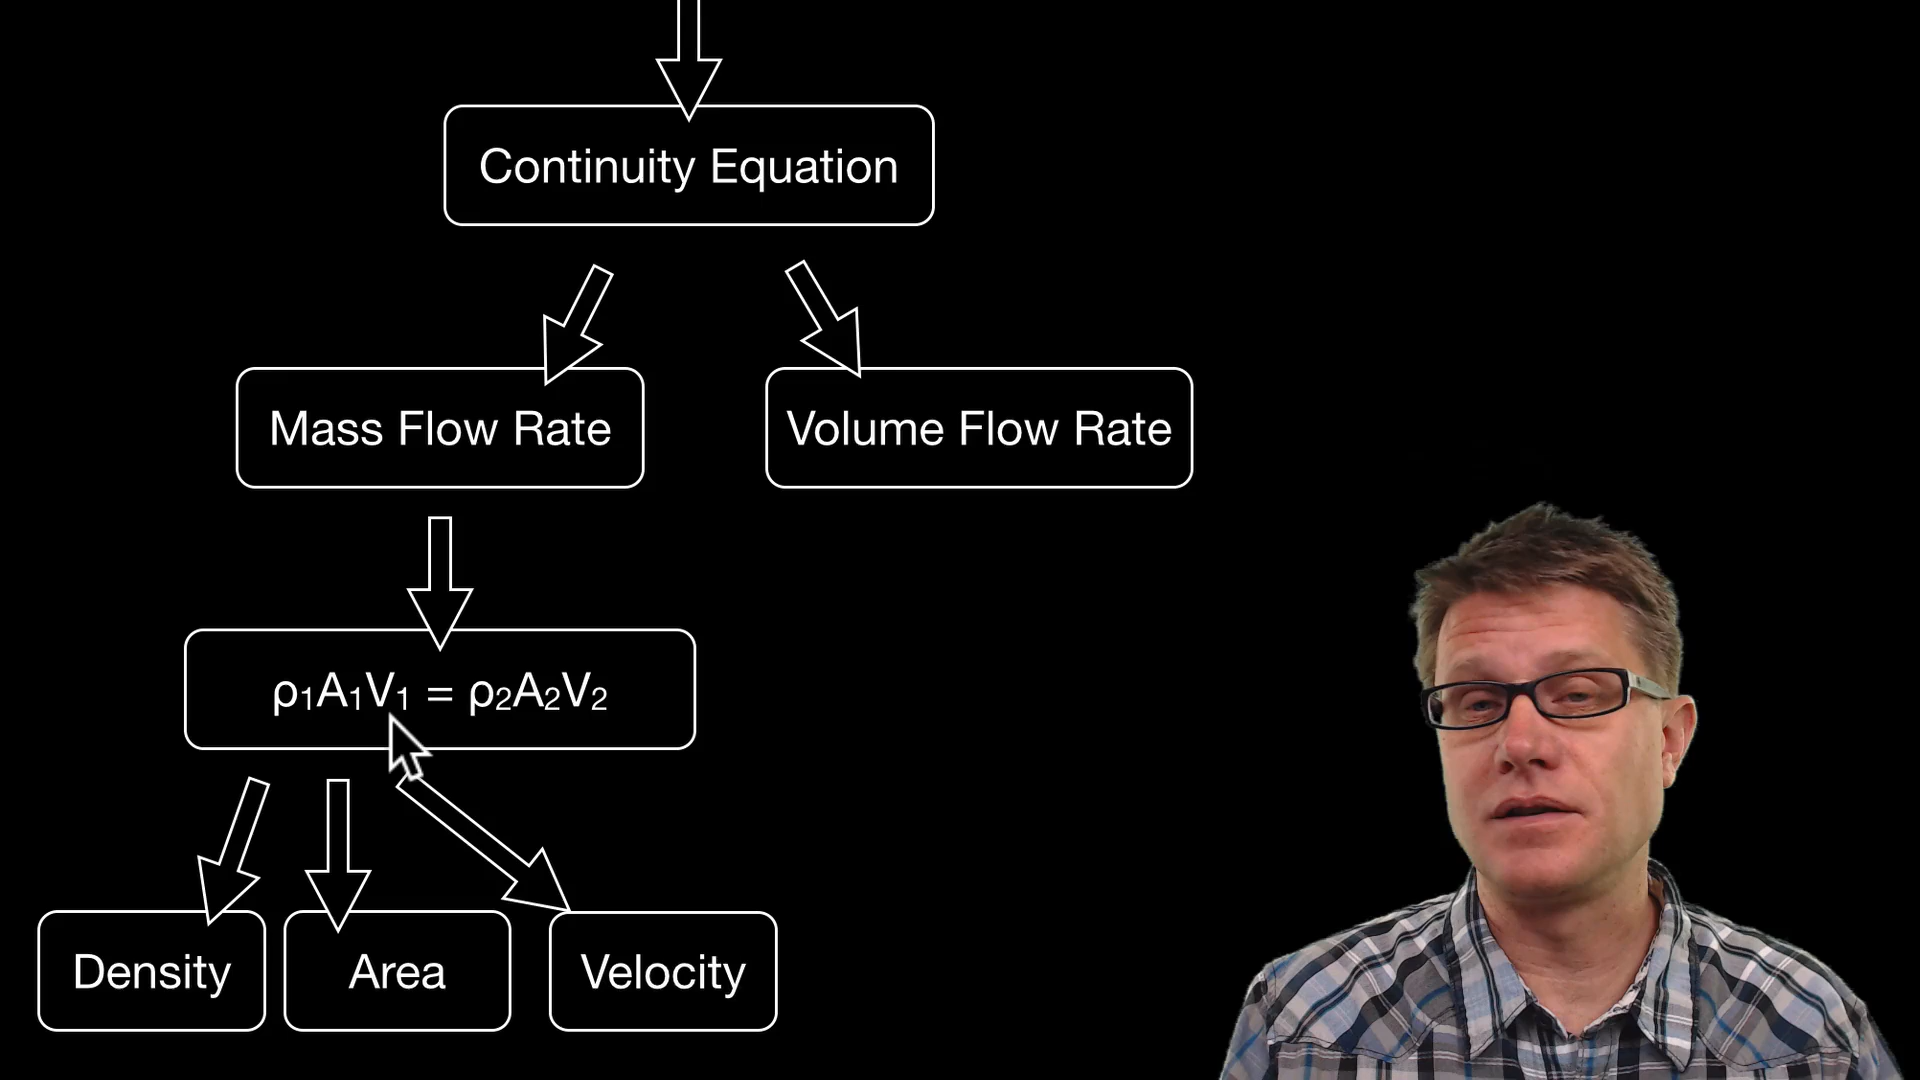 Continuity Equation
Mass Flow Rate
Volume Flow Rate
ρ₁A₁V₁ = ρ₂A₂V₂
Density
Area
Velocity